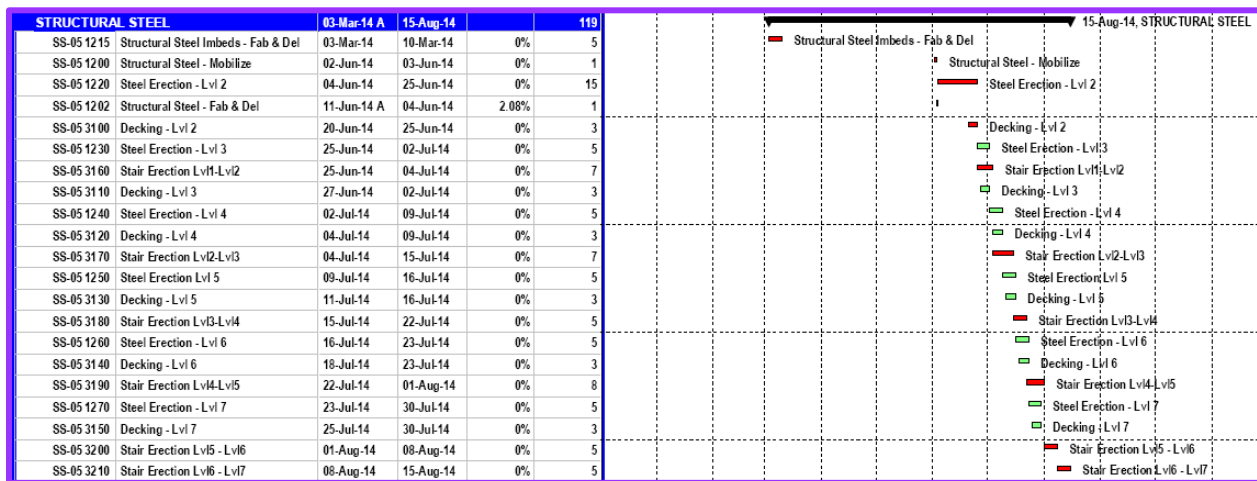 STRUCTURAL STEEL 03-Mar-14 A 15-Aug-14 119 15-Aug-14, STRUCTURAL STEEL
SS-05 1215 Structural Steel Imbeds - Fab & Del 03-Mar-14 10-Mar-14 0% 5 Structural Steel Imbeds - Fab & Del
SS-05 1200 Structural Steel - Mobilize 02-Jun-14 03-Jun-14 0% 1 Structural Steel - Mobilize
SS-05 1220 Steel Erection - Lvl 2 04-Jun-14 25-Jun-14 0% 15 Steel Erection - Lvl 2
SS-05 1202 Structural Steel - Fab & Del 11-Jun-14 A 04-Jun-14 2.08% 1
SS-05 3100 Decking - Lvl 2 20-Jun-14 25-Jun-14 0% 3 Decking - Lvl 2
SS-05 1230 Steel Erection - Lvl 3 25-Jun-14 02-Jul-14 0% 5 Steel Erection - Lvl 3
SS-05 3160 Stair Erection Lvl1-Lvl2 25-Jun-14 04-Jul-14 0% 7 Stair Erection Lvl1-Lvl2
SS-05 3110 Decking - Lvl 3 27-Jun-14 02-Jul-14 0% 3 Decking - Lvl 3
SS-05 1240 Steel Erection - Lvl 4 02-Jul-14 09-Jul-14 0% 5 Steel Erection - Lvl 4
SS-05 3120 Decking - Lvl 4 04-Jul-14 09-Jul-14 0% 3 Decking - Lvl 4
SS-05 3170 Stair Erection Lvl2-Lvl3 04-Jul-14 15-Jul-14 0% 7 Stair Erection Lvl2-Lvl3
SS-05 1250 Steel Erection Lvl 5 09-Jul-14 16-Jul-14 0% 5 Steel Erection Lvl 5
SS-05 3130 Decking - Lvl 5 11-Jul-14 16-Jul-14 0% 3 Decking - Lvl 5
SS-05 3180 Stair Erection Lvl3-Lvl4 15-Jul-14 22-Jul-14 0% 5 Stair Erection Lvl3-Lvl4
SS-05 1260 Steel Erection - Lvl 6 16-Jul-14 23-Jul-14 0% 5 Steel Erection - Lvl 6
SS-05 3140 Decking - Lvl 6 18-Jul-14 23-Jul-14 0% 3 Decking - Lvl 6
SS-05 3190 Stair Erection Lvl4-Lvl5 22-Jul-14 01-Aug-14 0% 8 Stair Erection Lvl4-Lvl5
SS-05 1270 Steel Erection - Lvl 7 23-Jul-14 30-Jul-14 0% 5 Steel Erection - Lvl 7
SS-05 3150 Decking - Lvl 7 25-Jul-14 30-Jul-14 0% 3 Decking - Lvl 7
SS-05 3200 Stair Erection Lvl5 - Lvl6 01-Aug-14 08-Aug-14 0% 5 Stair Erection Lvl5 - Lvl6
SS-05 3210 Stair Erection Lvl6 - Lvl7 08-Aug-14 15-Aug-14 0% 5 Stair Erection Lvl6 - Lvl7